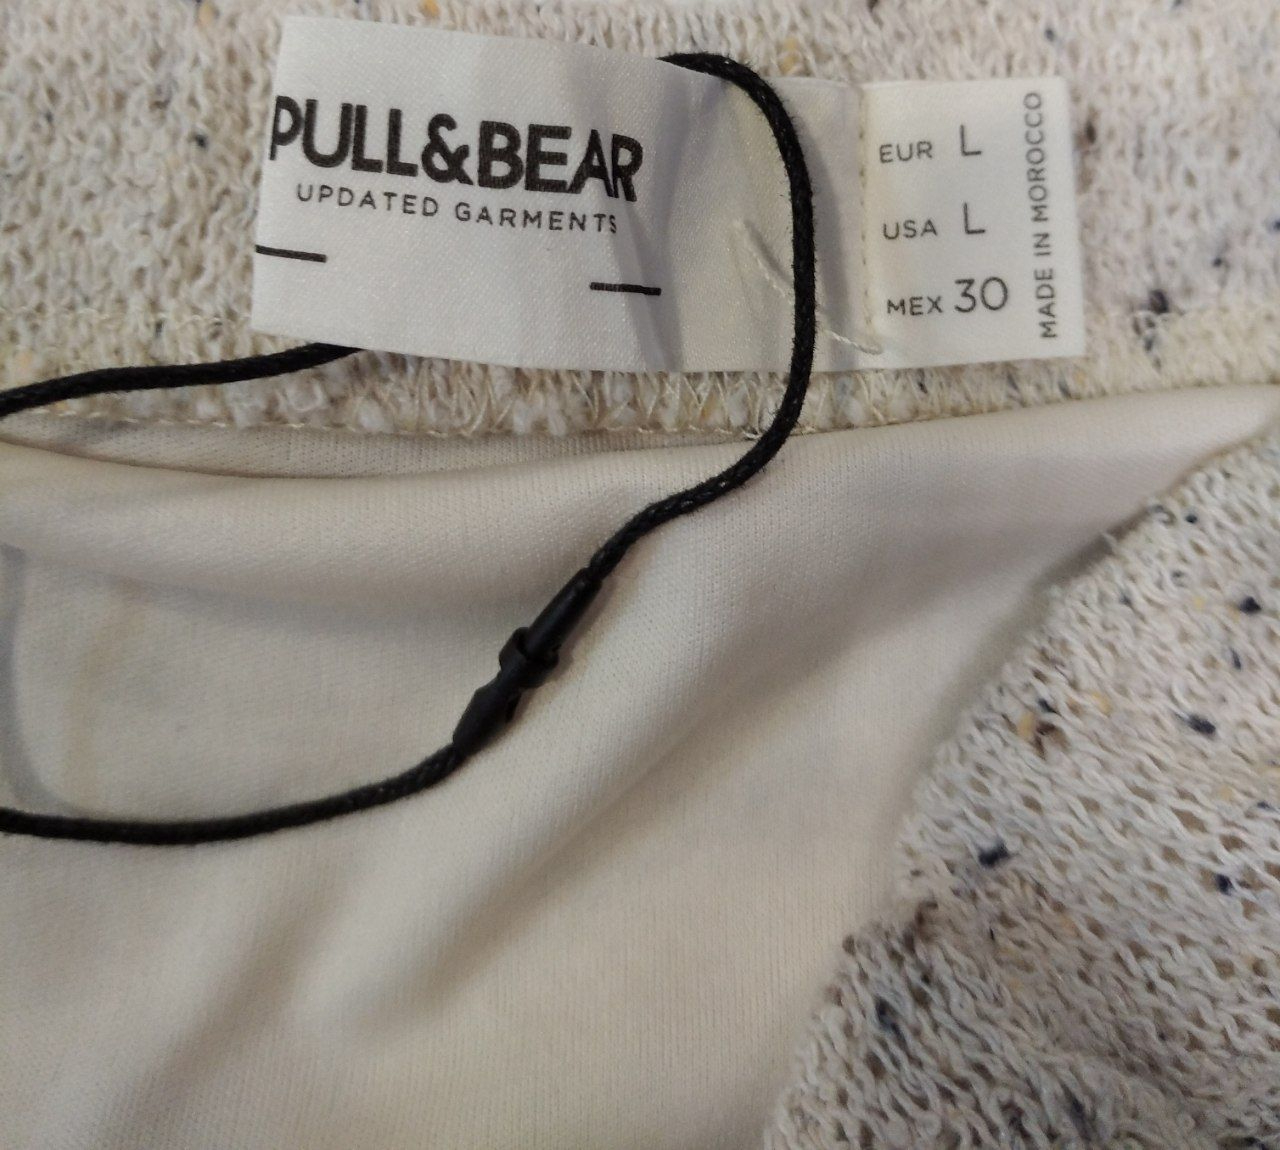 PULL&BEAR
UPDATED GARMENTS
EUR L
USA L
MEX 30
MADE IN MOROCCO